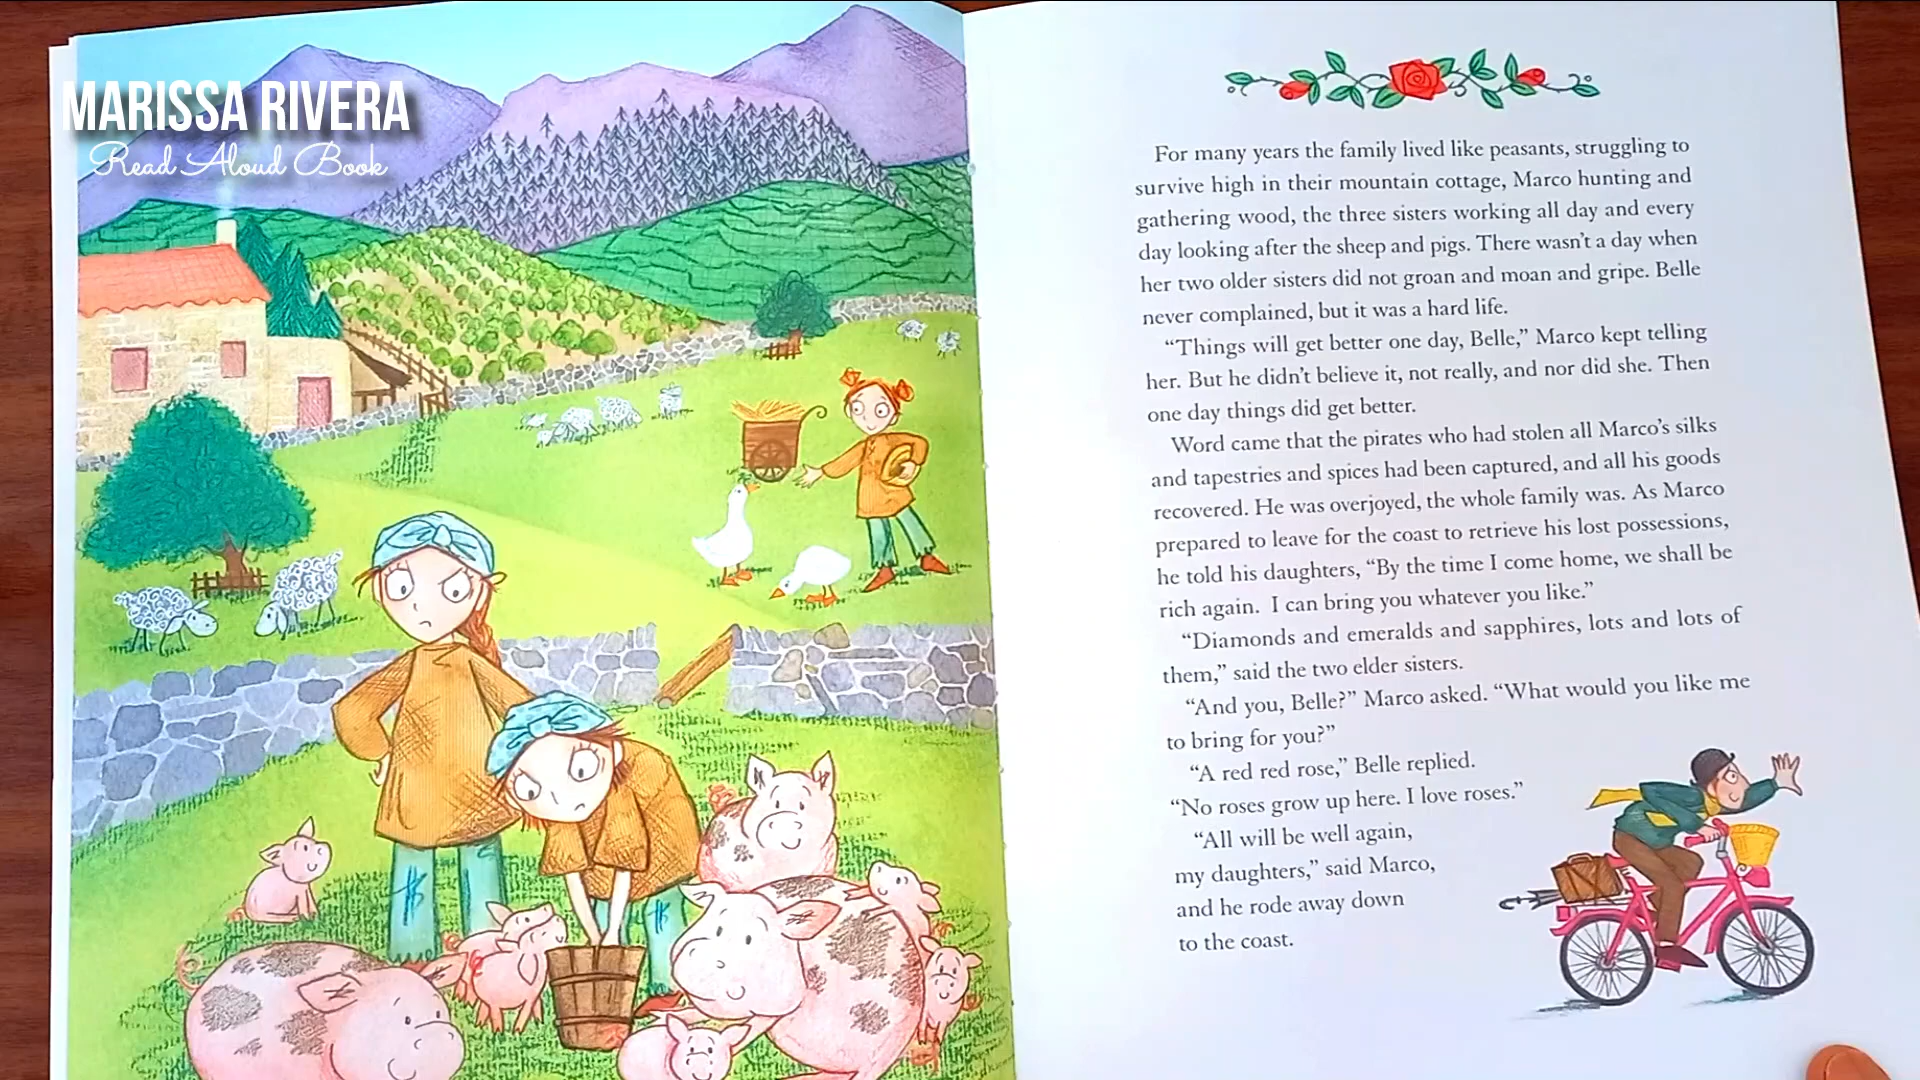 MARISSA RIVERA
Read Aloud Book
For many years the family lived like peasants, struggling to
survive high in their mountain cottage, Marco hunting and
gathering wood, the three sisters working all day and every
day looking after the sheep and pigs. There wasn’t a day when
her two older sisters did not groan and moan and gripe. Belle
never complained, but it was a hard life.
“Things will get better one day, Belle,” Marco kept telling
her. But he didn’t believe it, not really, and nor did she. Then
one day things did get better.
Word came that the pirates who had stolen all Marco’s silks
and tapestries and spices had been captured, and all his goods
recovered. He was overjoyed, the whole family was. As Marco
prepared to leave for the coast to retrieve his lost possessions,
he told his daughters, “By the time I come home, we shall be
rich again. I can bring you whatever you like.”
“Diamonds and emeralds and sapphires, lots and lots of
them,” said the two elder sisters.
“And you, Belle?” Marco asked. “What would you like me
to bring for you?”
“A red red rose,” Belle replied.
“No roses grow up here. I love roses.”
“All will be well again,
my daughters,” said Marco,
and he rode away down
to the coast.